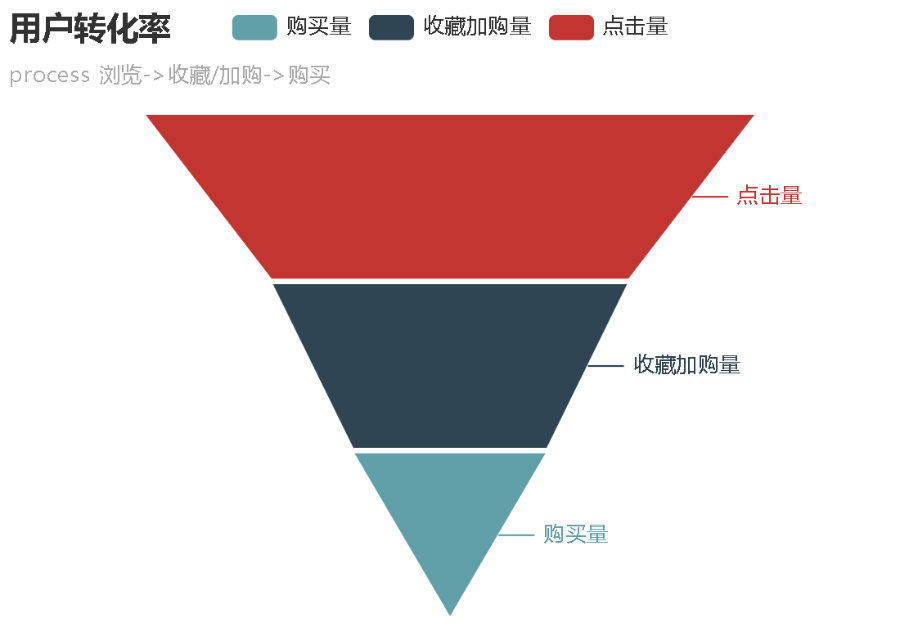 用户转化率
购买量 收藏加购量 点击量
process 浏览->收藏/加购->购买
点击量
收藏加购量
购买量